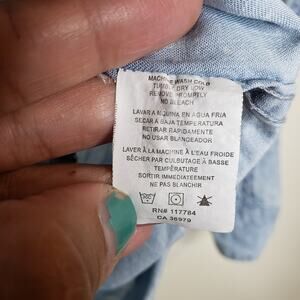 MACHINE WASH COLD
TUMBLE DRY LOW
REMOVE PROMPTLY
NO BLEACH
LAVAR A MAQUINA EN AGUA FRIA
SECAR A BAJA TEMPERATURA
RETIRAR RAPIDAMENTE
NO USAR BLANQUEADOR
LAVER À LA MACHINE À L'EAU FROIDE
SÉCHER PAR CULBUTAGE À BASSE
TEMPÉRATURE
SORTIR IMMEDIATEEMENT
NE PAS BLANCHIR
RN# 117784
CA 36979